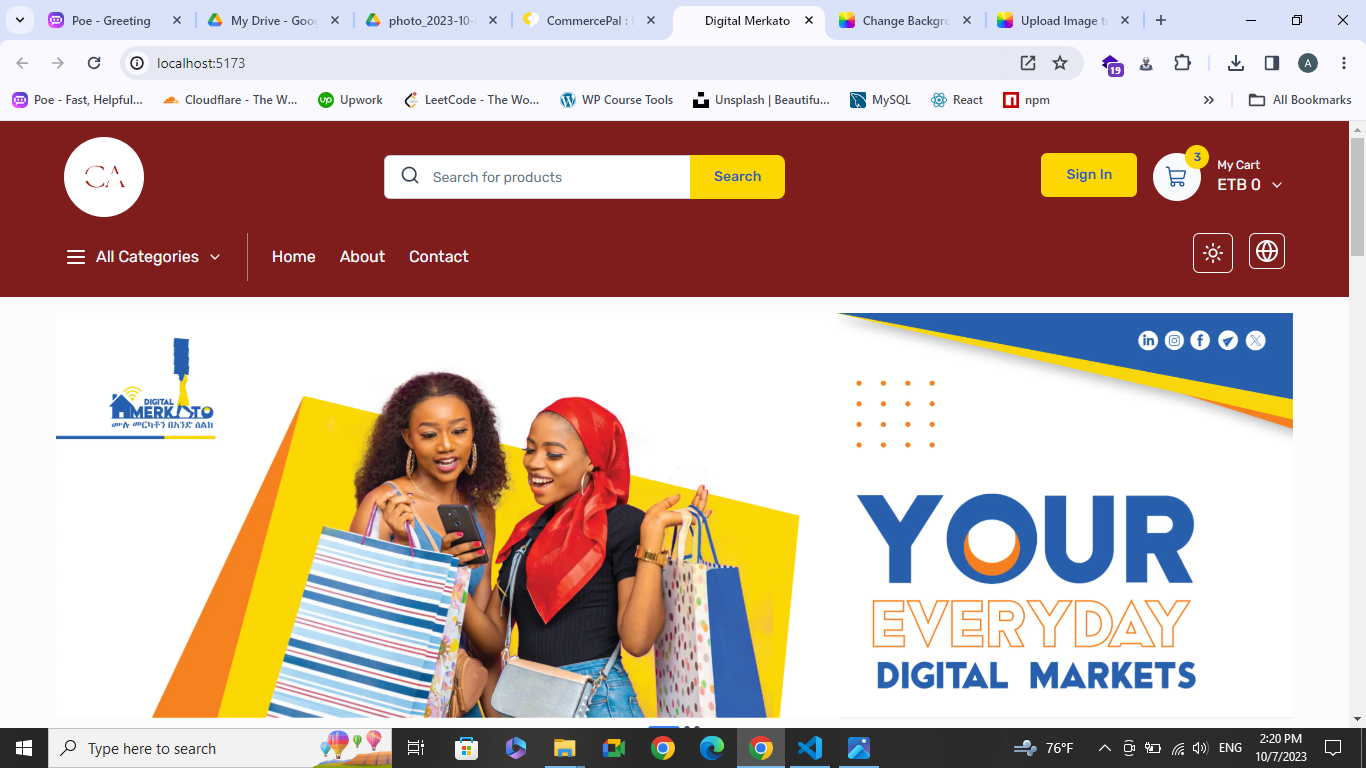 Poe - Greeting
My Drive - Goog
photo_2023-10-
CommercePal :
Digital Merkato
Change Backgr
Upload Image t
localhost:5173
19
A
Poe - Fast, Helpful...
Cloudflare - The W...
Upwork
LeetCode - The Wo...
WP Course Tools
Unsplash | Beautifu...
MySQL
React
npm
All Bookmarks
CA
Search for products
Search
Sign In
3
My Cart
ETB 0
All Categories
Home
About
Contact
DIGITAL
MERKATO
ሙሉ መርካቶን በአንድ ስልክ
YOUR
EVERYDAY
DIGITAL MARKETS
Type here to search
76°F
ENG
2:20 PM
10/7/2023